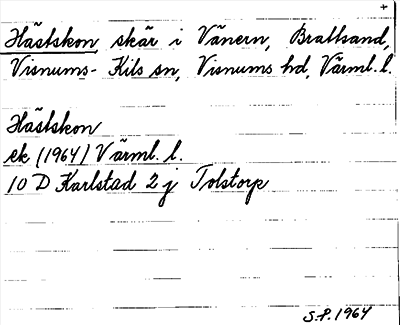 +
Hästskon skär i Vänern, Brattsand,
Visnums-Kils sn, Visnums hd, Värml. l.
Hästskon
ek (1964) Värml. l.
10 D Karlstad 2 j Tolstorp
S.P. 1964